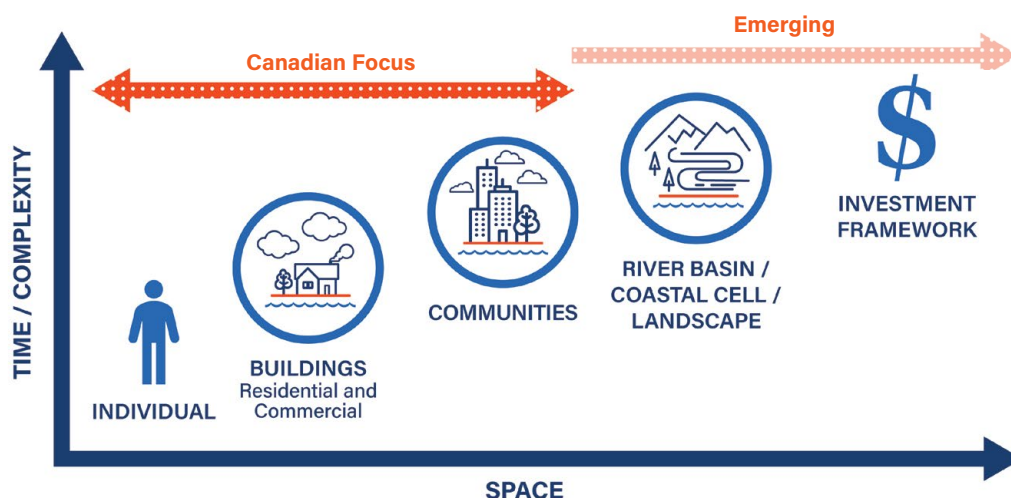 Emerging
Canadian Focus
TIME / COMPLEXITY
INDIVIDUAL
BUILDINGS
Residential and
Commercial
COMMUNITIES
RIVER BASIN /
COASTAL CELL /
LANDSCAPE
$
INVESTMENT
FRAMEWORK
SPACE